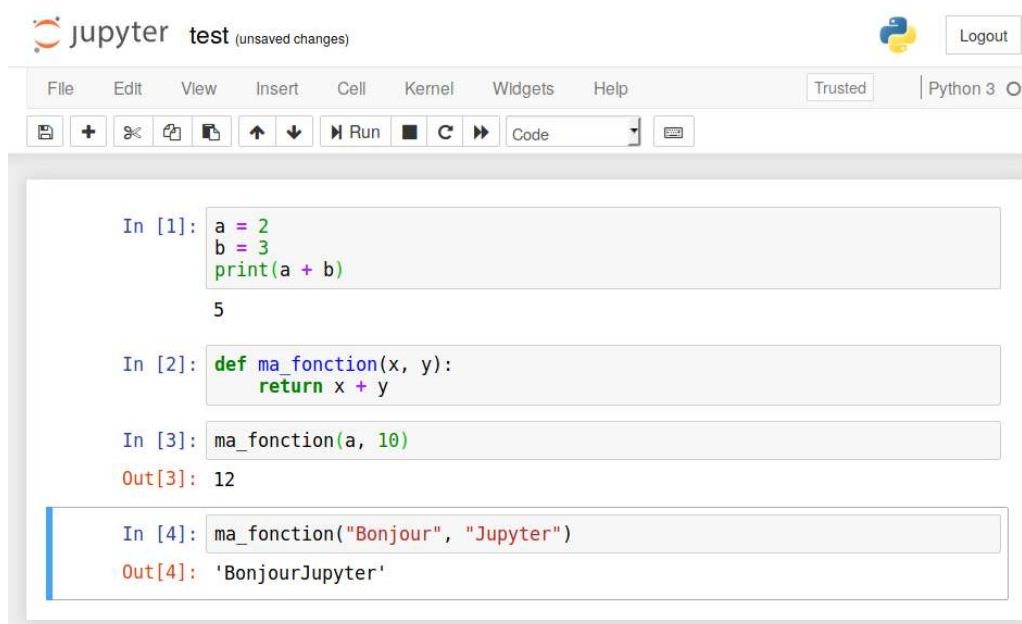 jupyter test (unsaved changes) Logout
File Edit View Insert Cell Kernel Widgets Help Trusted Python 3
Run Code
In [1]: a = 2
b = 3
print(a + b)
5
In [2]: def ma_fonction(x, y):
    return x + y
In [3]: ma_fonction(a, 10)
Out[3]: 12
In [4]: ma_fonction("Bonjour", "Jupyter")
Out[4]: 'BonjourJupyter'